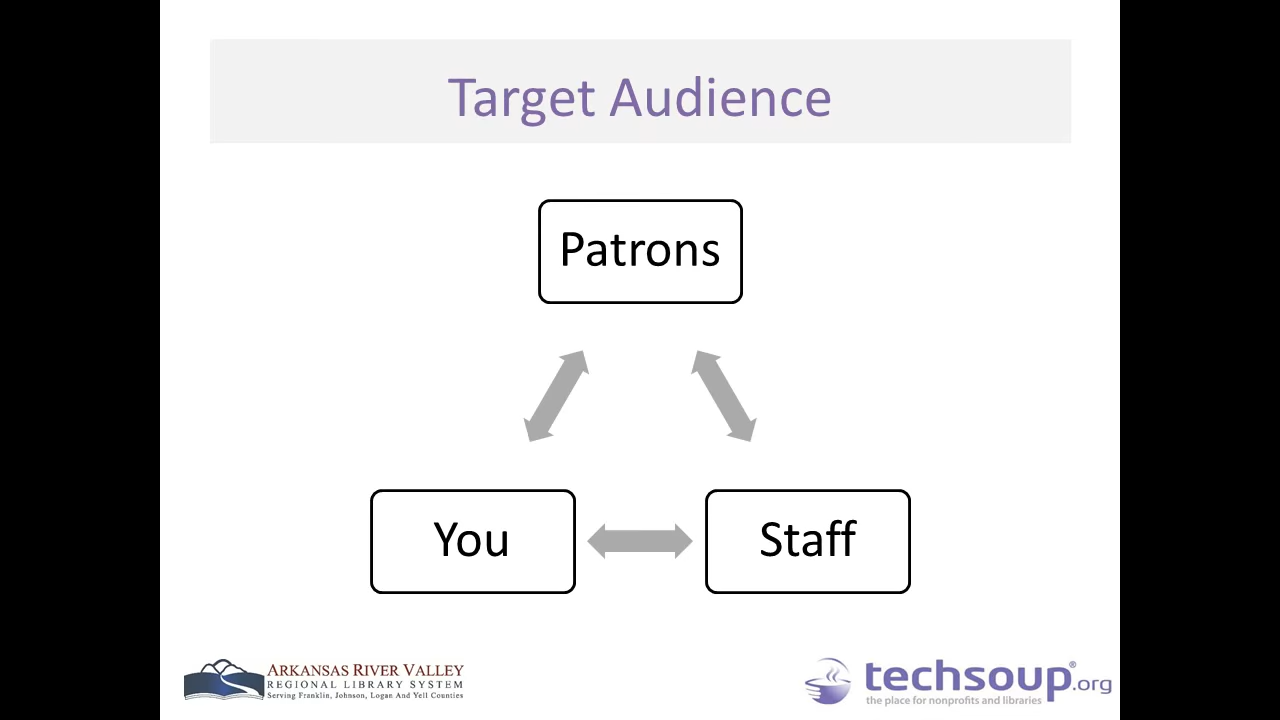 Target Audience
Patrons
You
Staff
ARKANSAS RIVER VALLEY
REGIONAL LIBRARY SYSTEM
Serving Franklin, Johnson, Logan And Yell Counties
techsoup®.org
the place for nonprofits and libraries